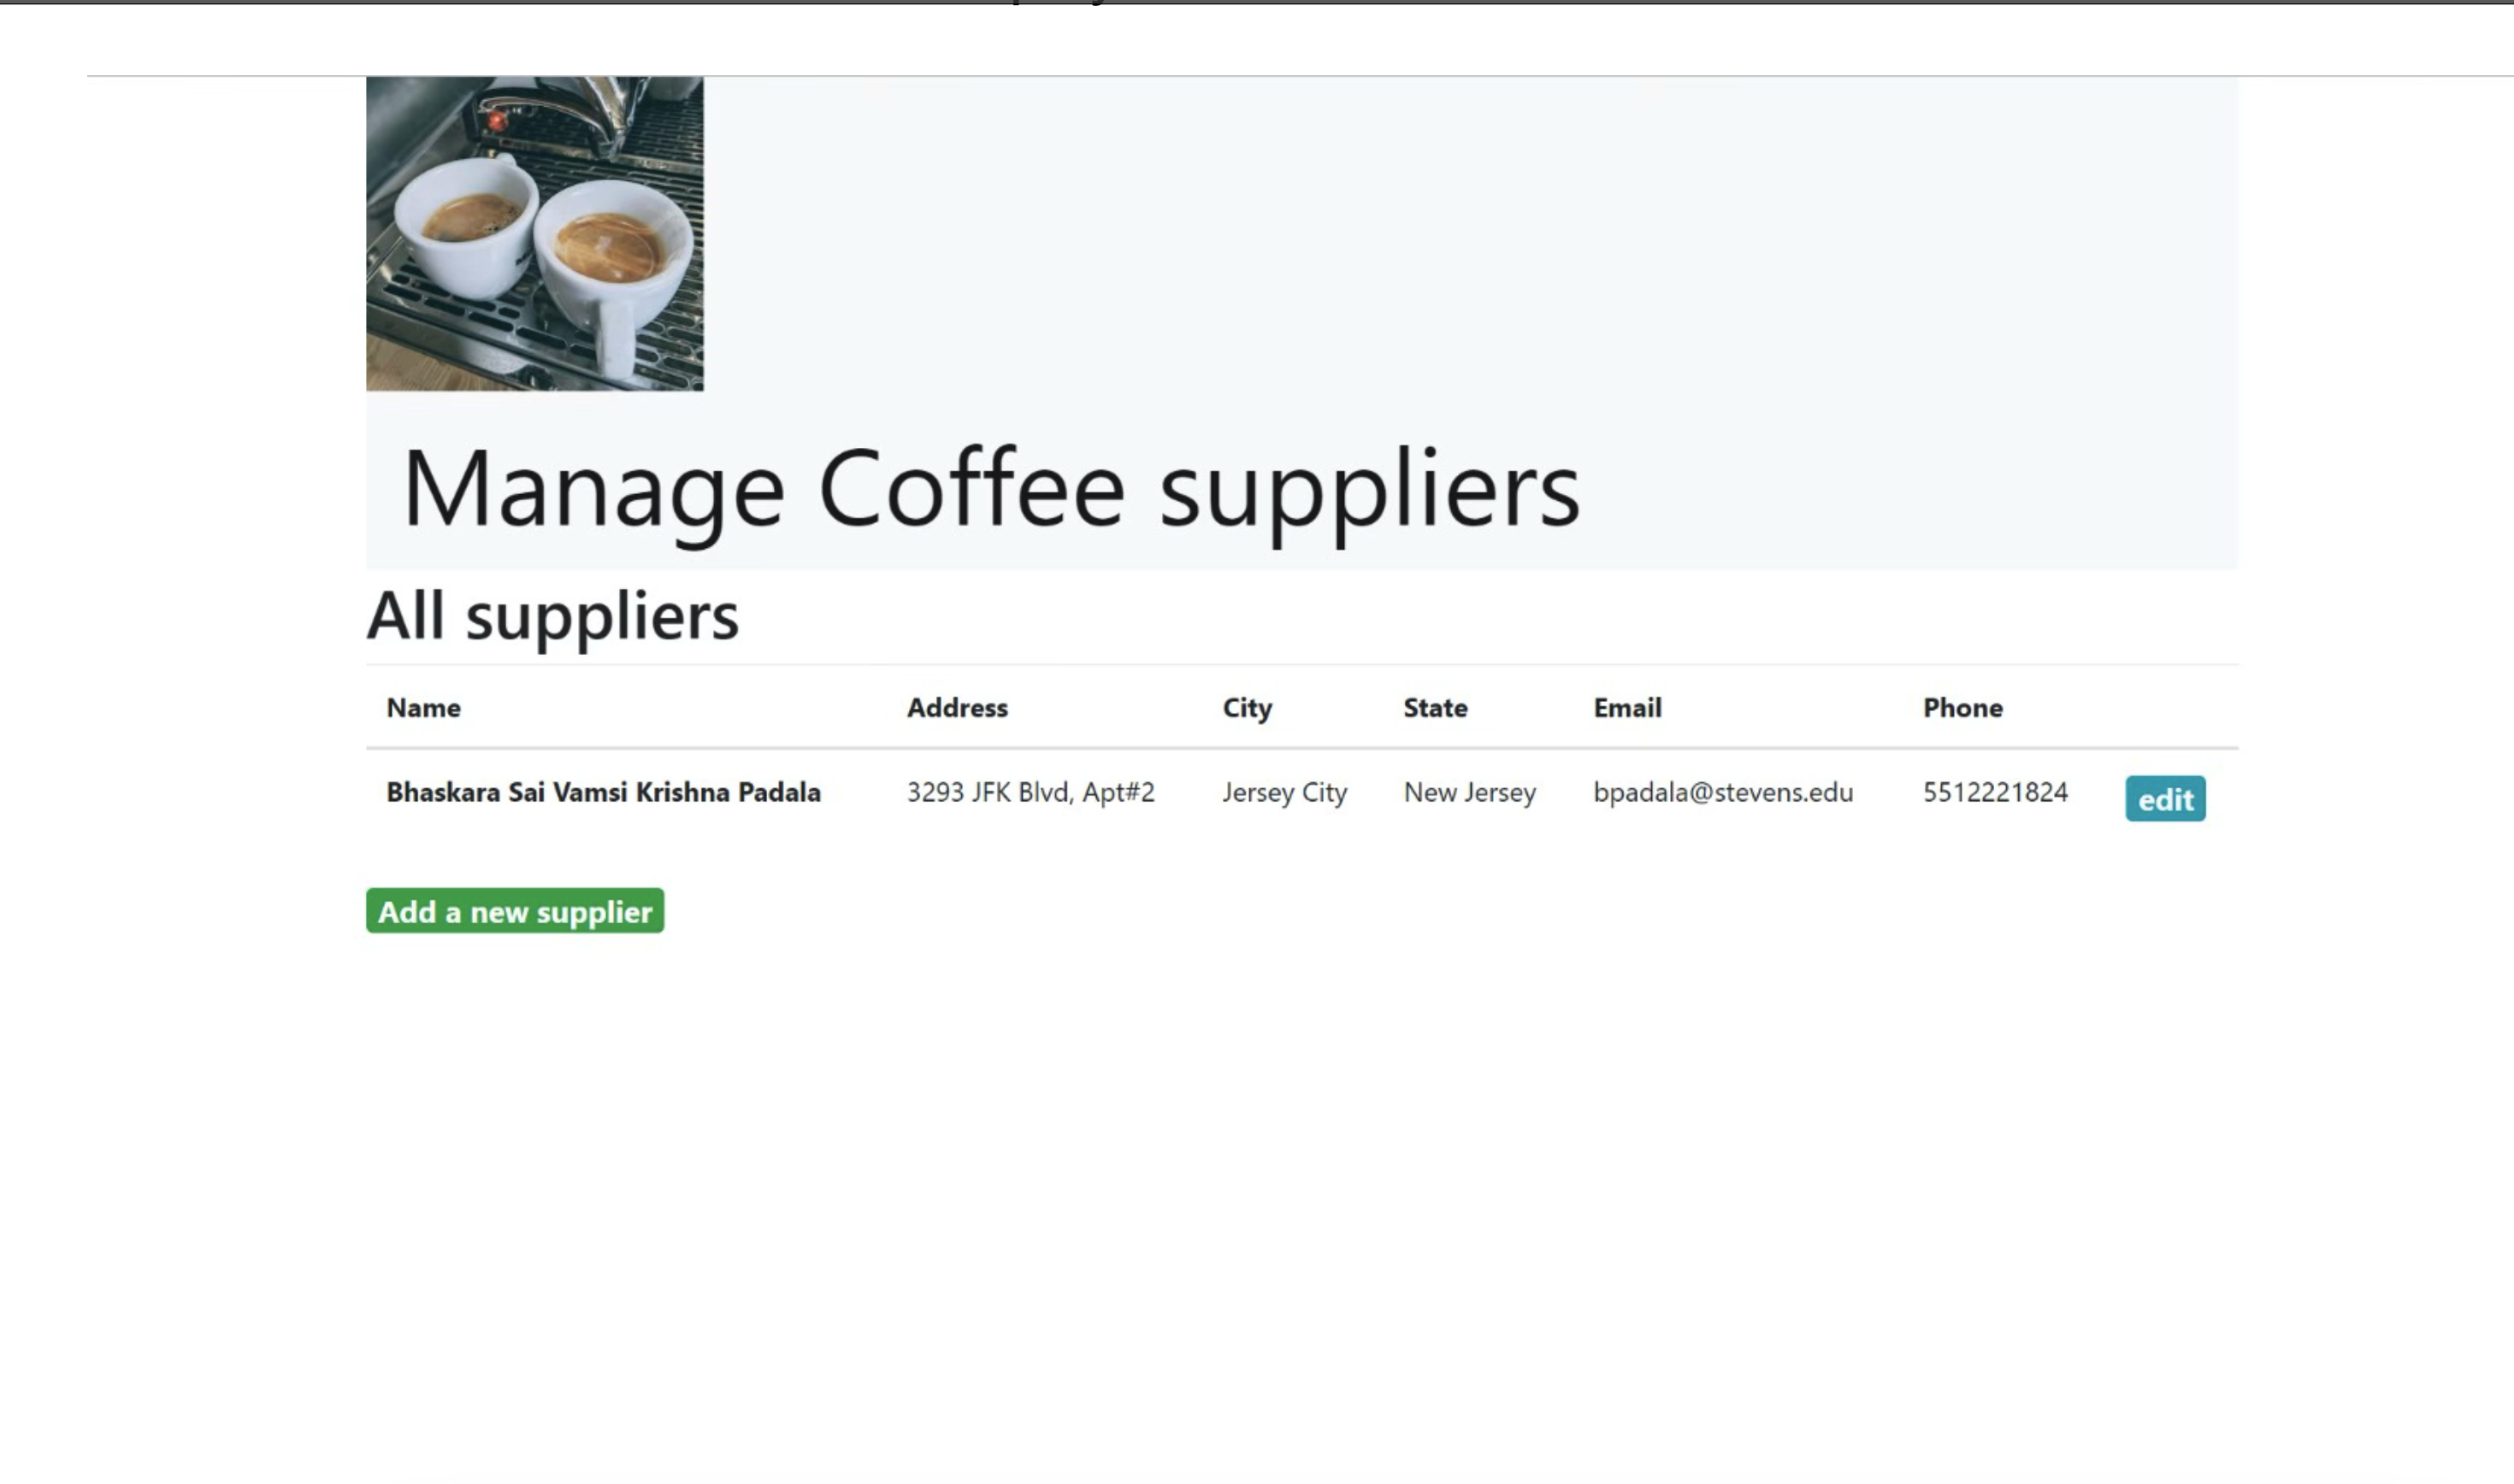 Manage Coffee suppliers
All suppliers
Name Address City State Email Phone
Bhaskara Sai Vamsi Krishna Padala 3293 JFK Blvd, Apt#2 Jersey City New Jersey bpadala@stevens.edu 5512221824 edit
Add a new supplier